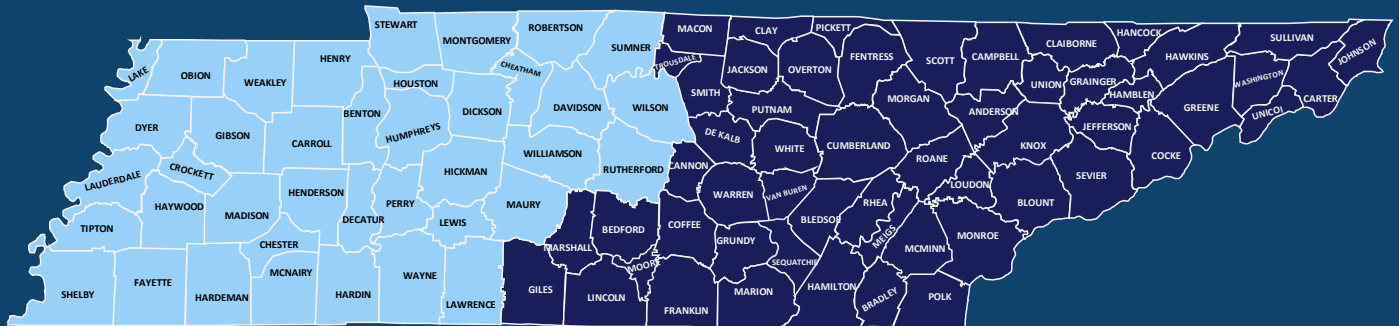 STEWART
MONTGOMERY
ROBERTSON
SUMNER
MACON
CLAY
PICKETT
FENTRESS
SCOTT
CAMPBELL
CLAIBORNE
HANCOCK
HAWKINS
SULLIVAN
JOHNSON
LAKE
OBION
WEAKLEY
HENRY
HOUSTON
CHEATHAM
TROUSDALE
JACKSON
OVERTON
UNION
GRAINGER
HAMBLEN
WASHINGTON
CARTER
UNICOI
GREENE
DYER
GIBSON
CARROLL
BENTON
HUMPHREYS
DICKSON
DAVIDSON
WILSON
SMITH
PUTNAM
MORGAN
ANDERSON
KNOX
JEFFERSON
COCKE
LAUDERDALE
CROCKETT
WILLIAMSON
RUTHERFORD
DE KALB
CANNON
WHITE
CUMBERLAND
ROANE
LOUDON
SEVIER
HAYWOOD
MADISON
HENDERSON
DECATUR
PERRY
HICKMAN
LEWIS
MAURY
WARREN
VAN BUREN
RHEA
BLOUNT
TIPTON
CHESTER
MARSHALL
BEDFORD
COFFEE
GRUNDY
BLEDSOE
SEQUATCHIE
MEIGS
MCMINN
MONROE
SHELBY
FAYETTE
HARDEMAN
MCNAIRY
HARDIN
WAYNE
LAWRENCE
GILES
LINCOLN
MOORE
FRANKLIN
MARION
HAMILTON
BRADLEY
POLK